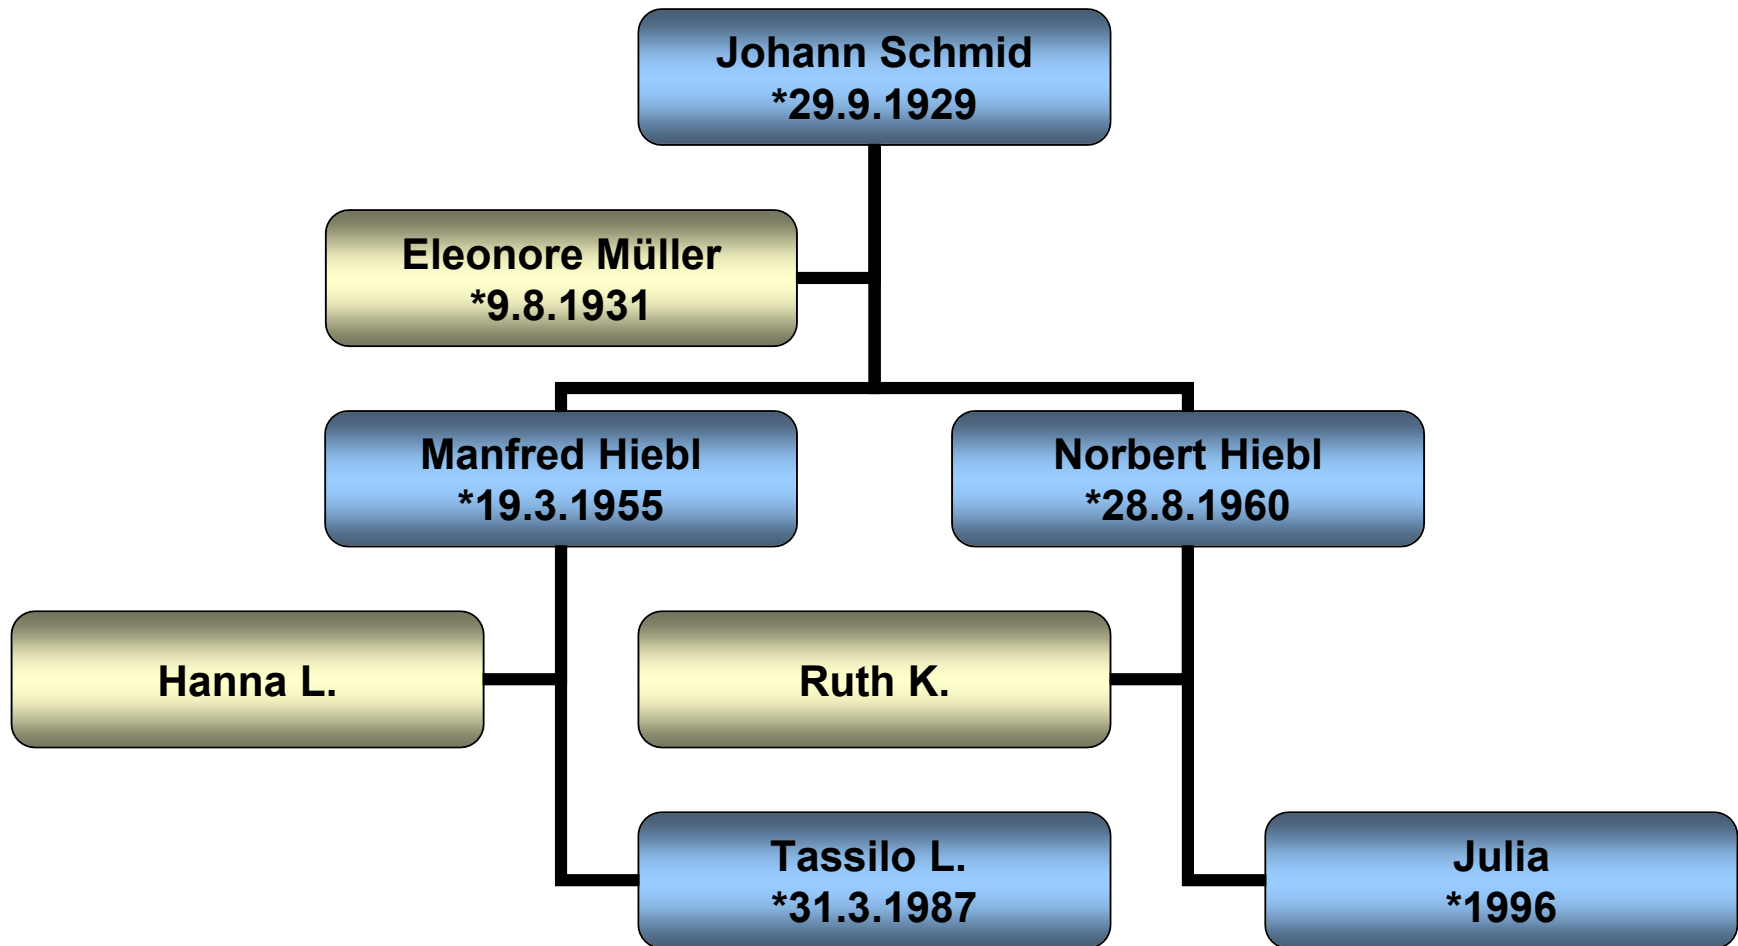 Johann Schmid
*29.9.1929
Eleonore Müller
*9.8.1931
Manfred Hiebl
*19.3.1955
Norbert Hiebl
*28.8.1960
Hanna L.
Ruth K.
Tassilo L.
*31.3.1987
Julia
*1996